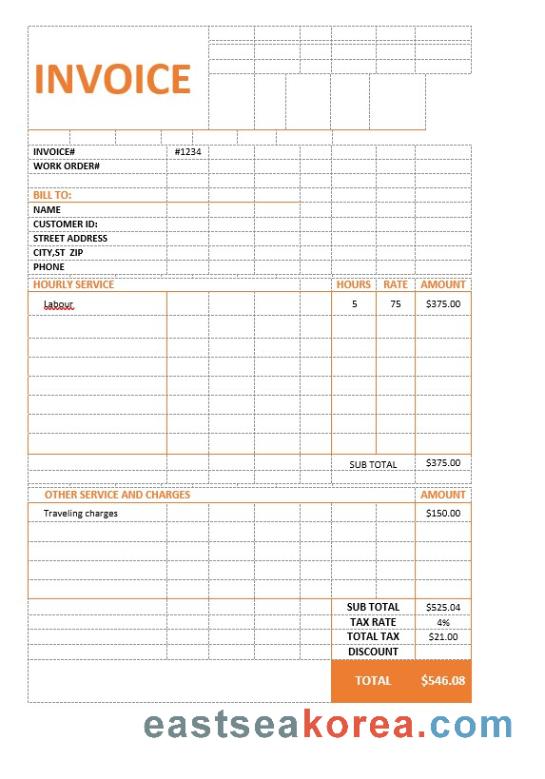 INVOICE
INVOICE# #1234
WORK ORDER#
BILL TO:
NAME
CUSTOMER ID:
STREET ADDRESS
CITY,ST ZIP
PHONE
HOURLY SERVICE HOURS RATE AMOUNT
Labour 5 75 $375.00
SUB TOTAL $375.00
OTHER SERVICE AND CHARGES AMOUNT
Traveling charges $150.00
SUB TOTAL $525.04
TAX RATE 4%
TOTAL TAX $21.00
DISCOUNT
TOTAL $546.08
eastseakorea.com